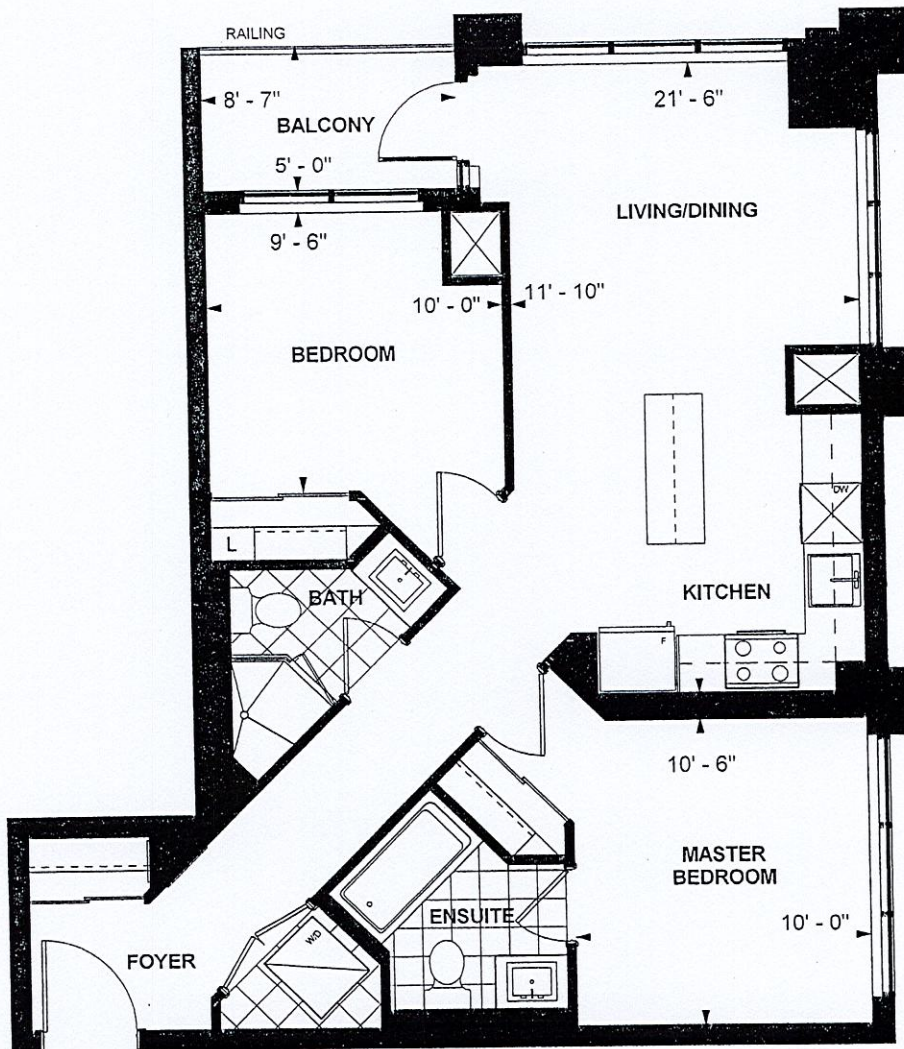 RAILING
8' - 7"
BALCONY
5' - 0"
21' - 6"
LIVING/DINING
9' - 6"
10' - 0"
11' - 10"
BEDROOM
DW
L
BATH
KITCHEN
F
10' - 6"
MASTER
BEDROOM
10' - 0"
ENSUITE
W/D
FOYER